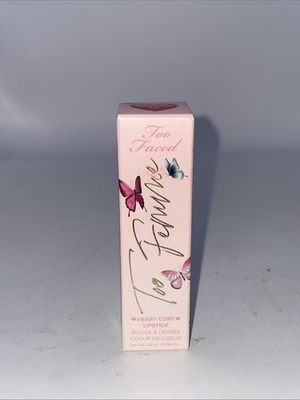 Too
Faced
Too Femme
♥ HEART CORE ♥
LIPSTICK
ROUGE À LÈVRES
COEUR DE COEUR